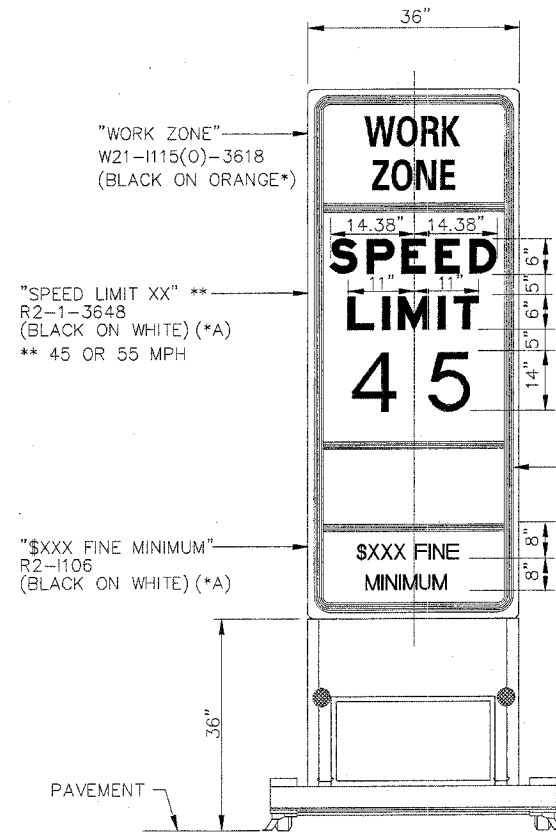 36"
"WORK ZONE"
W21-I115(O)-3618
(BLACK ON ORANGE*)
WORK
ZONE
14.38" 14.38"
SPEED
6"
5"
11" 11"
LIMIT
6"
5"
45
14"
"SPEED LIMIT XX" **
R2-1-3648
(BLACK ON WHITE) (*A)
** 45 OR 55 MPH
"$XXX FINE MINIMUM"
R2-I106
(BLACK ON WHITE) (*A)
$XXX FINE
MINIMUM
8"
8"
36"
PAVEMENT